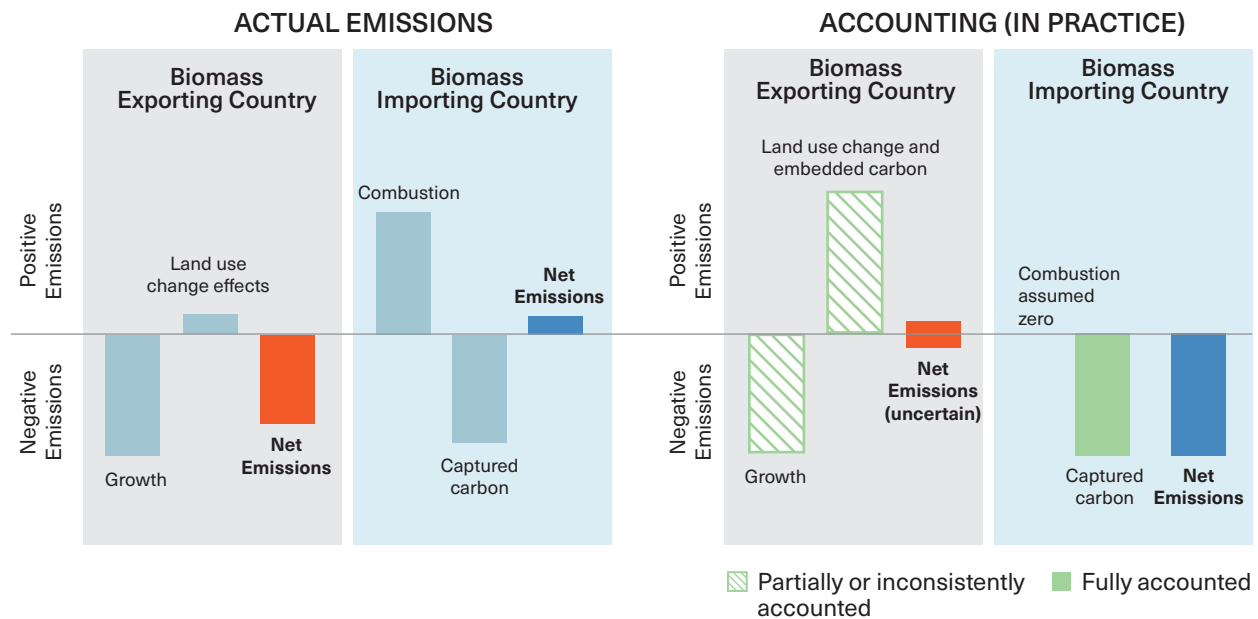 ACTUAL EMISSIONS
Biomass
Exporting Country
Biomass
Importing Country
Positive
Emissions
Negative
Emissions
Land use
change effects
Growth
Net
Emissions
Combustion
Captured
carbon
Net
Emissions
ACCOUNTING (IN PRACTICE)
Biomass
Exporting Country
Biomass
Importing Country
Positive
Emissions
Negative
Emissions
Land use change and
embedded carbon
Growth
Net
Emissions
(uncertain)
Combustion
assumed
zero
Captured
carbon
Net
Emissions
Partially or inconsistently
accounted
Fully accounted